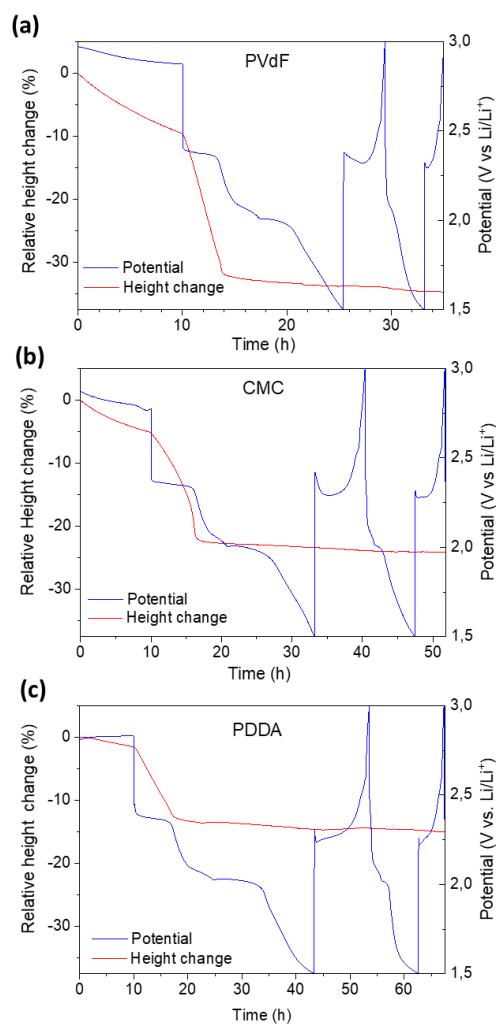 (a)
PVdF
Relative height change (%)
0
-10
-20
-30
3,0
2,5
2,0
1,5
Potential (V vs Li/Li⁺)
Potential
Height change
0 10 20 30
Time (h)
(b)
CMC
Relative Height change (%)
0
-10
-20
-30
3,0
2,5
2,0
1,5
Potential (V vs Li/Li⁺)
Potential
Height change
0 10 20 30 40 50
Time (h)
(c)
PDDA
Relative height change (%)
0
-10
-20
-30
3,0
2,5
2,0
1,5
Potential (V vs Li/Li⁺)
Potential
Height change
0 10 20 30 40 50 60
Time (h)